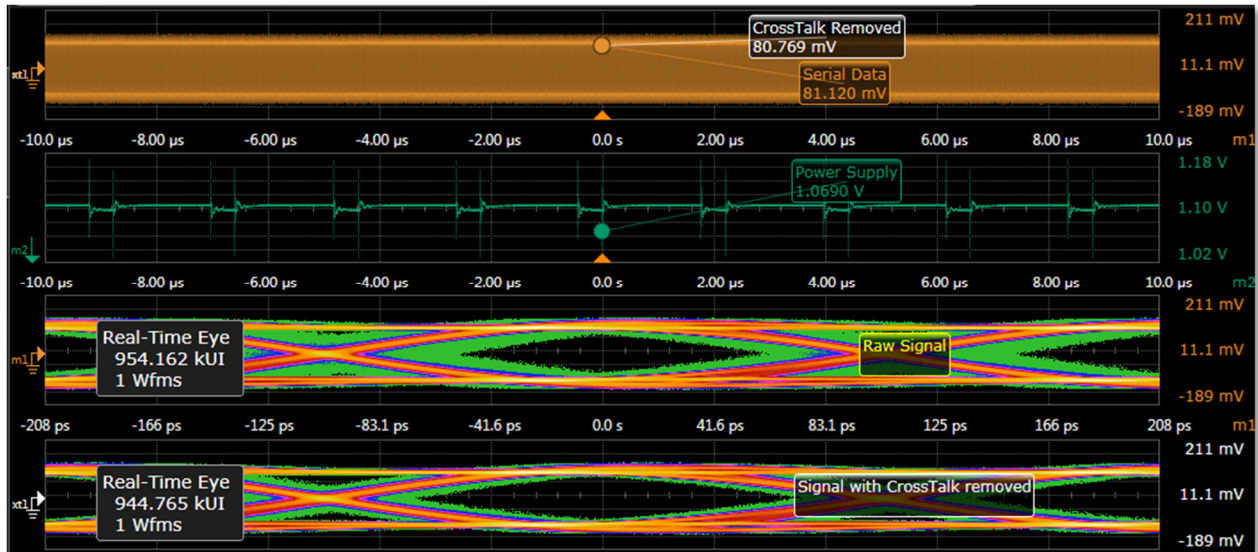 211 mV
CrossTalk Removed
80.769 mV
xt1
11.1 mV
Serial Data
81.120 mV
-189 mV
-10.0 µs -8.00 µs -6.00 µs -4.00 µs -2.00 µs 0.0 s 2.00 µs 4.00 µs 6.00 µs 8.00 µs 10.0 µs m1
1.18 V
Power Supply
1.0690 V
1.10 V
m2
1.02 V
-10.0 µs -8.00 µs -6.00 µs -4.00 µs -2.00 µs 0.0 s 2.00 µs 4.00 µs 6.00 µs 8.00 µs 10.0 µs m2
211 mV
Real-Time Eye
954.162 kUI
1 Wfms
m1
Raw Signal
11.1 mV
-189 mV
-208 ps -166 ps -125 ps -83.1 ps -41.6 ps 0.0 s 41.6 ps 83.1 ps 125 ps 166 ps 208 ps m1
211 mV
Real-Time Eye
944.765 kUI
1 Wfms
xt1
Signal with CrossTalk removed
11.1 mV
-189 mV